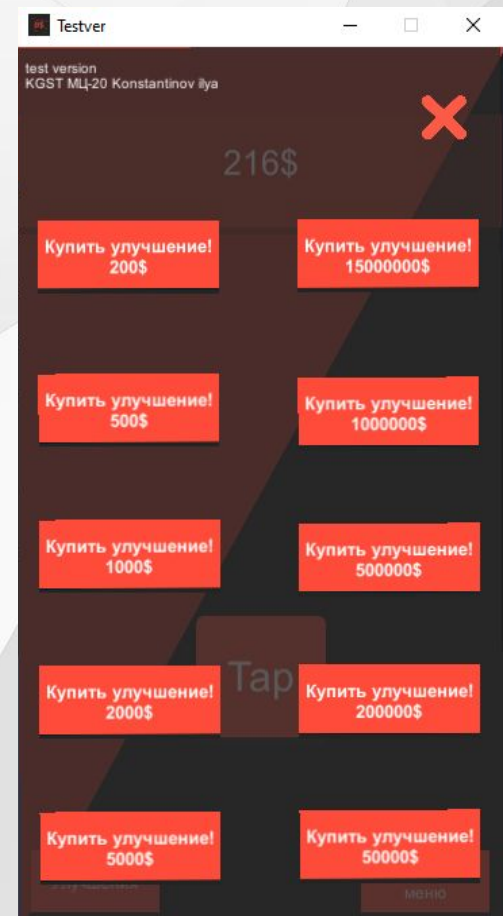 Testver
test version
KGST МЦ-20 Konstantinov ilya
216$
Купить улучшение!
200$
Купить улучшение!
15000000$
Купить улучшение!
500$
Купить улучшение!
1000000$
Купить улучшение!
1000$
Купить улучшение!
500000$
Tap
Купить улучшение!
2000$
Купить улучшение!
200000$
Купить улучшение!
5000$
Купить улучшение!
50000$
меню